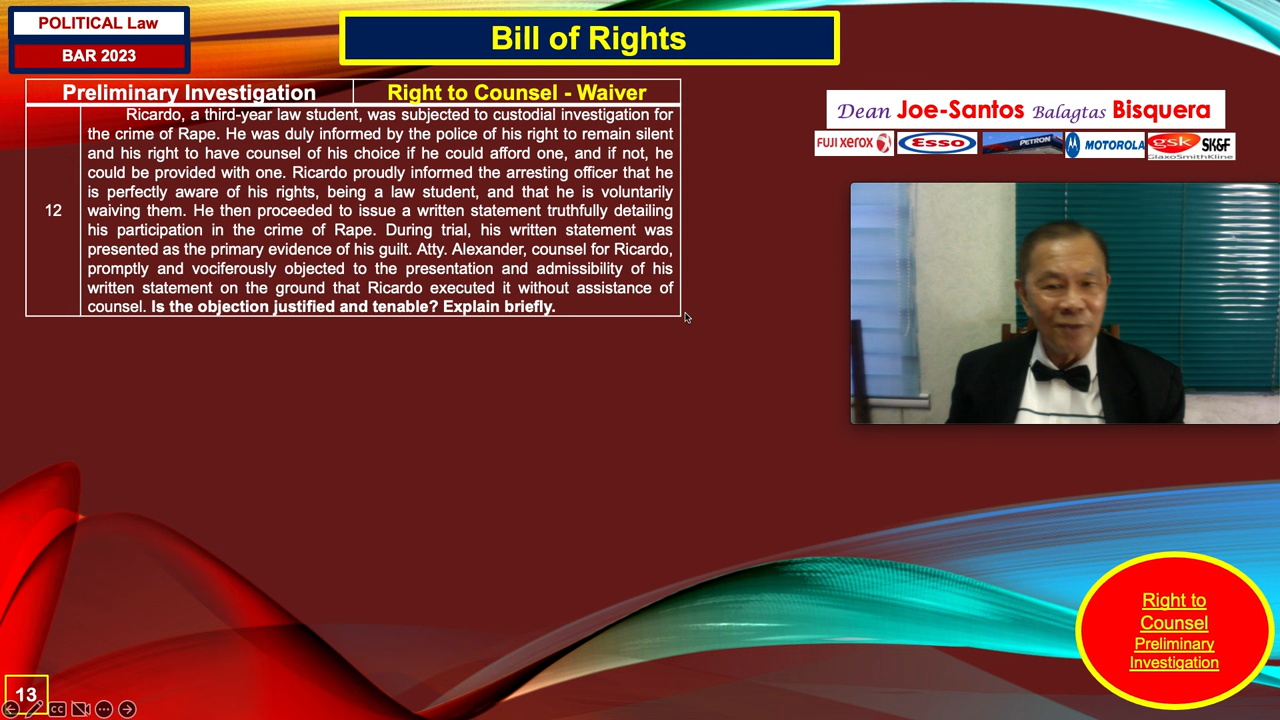 POLITICAL Law
BAR 2023
Bill of Rights
Preliminary Investigation
Right to Counsel - Waiver
12
Ricardo, a third-year law student, was subjected to custodial investigation for
the crime of Rape. He was duly informed by the police of his right to remain silent
and his right to have counsel of his choice if he could afford one, and if not, he
could be provided with one. Ricardo proudly informed the arresting officer that he
is perfectly aware of his rights, being a law student, and that he is voluntarily
waiving them. He then proceeded to issue a written statement truthfully detailing
his participation in the crime of Rape. During trial, his written statement was
presented as the primary evidence of his guilt. Atty. Alexander, counsel for Ricardo,
promptly and vociferously objected to the presentation and admissibility of his
written statement on the ground that Ricardo executed it without assistance of
counsel. Is the objection justified and tenable? Explain briefly.
Dean Joe-Santos Balagtas Bisquera
FUJI XEROX
ESSO
PETRON
MOTOROLA
gsk SK&F
GlaxoSmithKline
Right to
Counsel
Preliminary
Investigation
13
CC